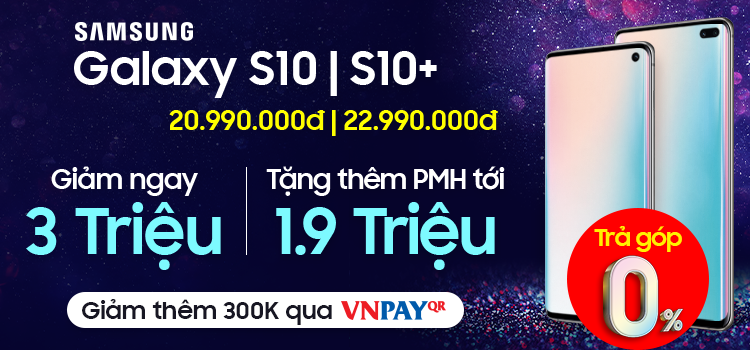 SAMSUNG
Galaxy S10 | S10+
20.990.000đ | 22.990.000đ
Giảm ngay
3 Triệu
Tặng thêm PMH tới
1.9 Triệu
Giảm thêm 300K qua VNPAYQR
Trả góp
0%